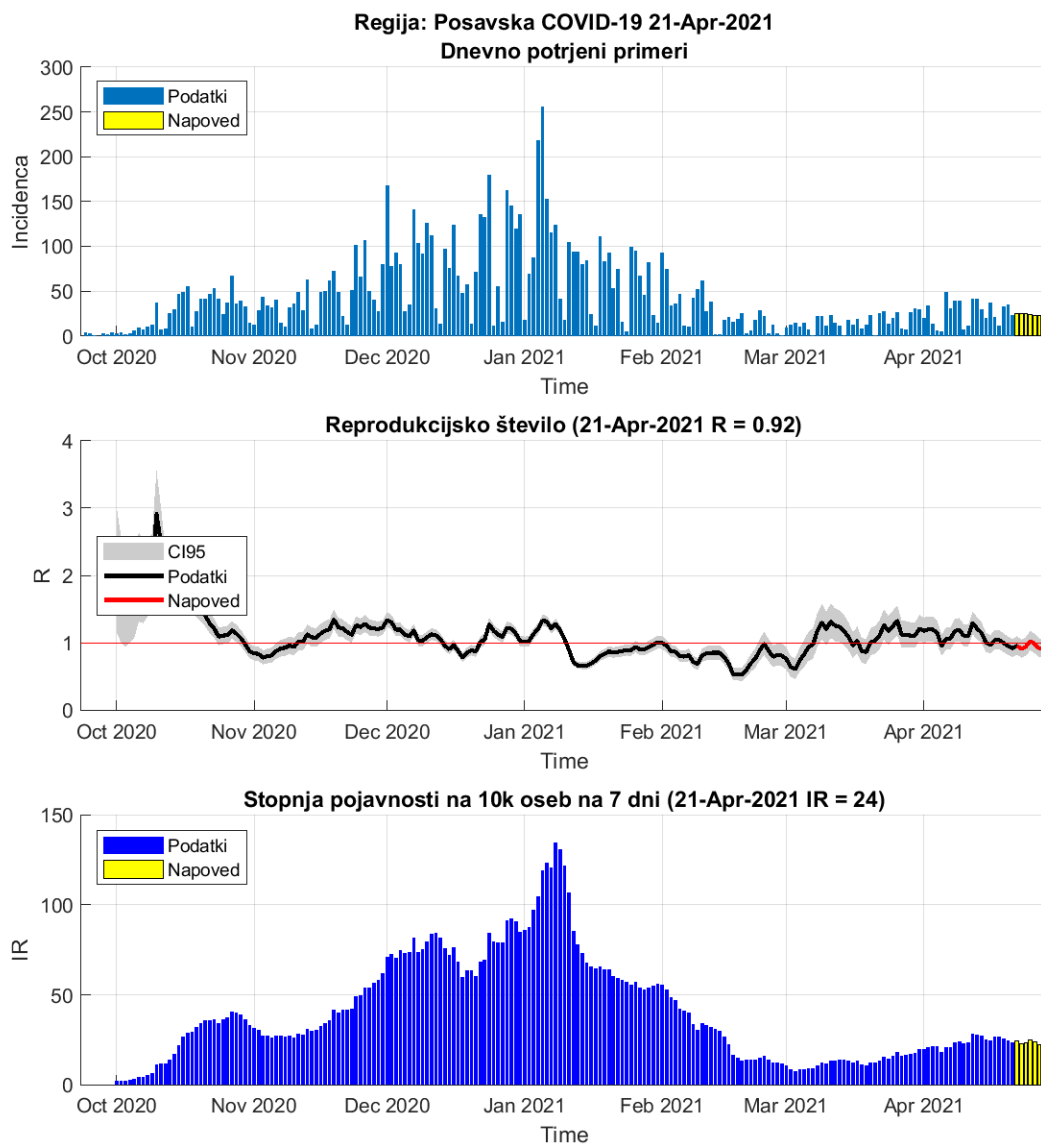 Regija: Posavska COVID-19 21-Apr-2021
Dnevno potrjeni primeri
300
250
200
150
100
50
0
Incidenca
Podatki
Napoved
Oct 2020 Nov 2020 Dec 2020 Jan 2021 Feb 2021 Mar 2021 Apr 2021
Time
Reprodukcijsko število (21-Apr-2021 R = 0.92)
4
3
2
1
0
R
CI95
Podatki
Napoved
Oct 2020 Nov 2020 Dec 2020 Jan 2021 Feb 2021 Mar 2021 Apr 2021
Time
Stopnja pojavnosti na 10k oseb na 7 dni (21-Apr-2021 IR = 24)
150
100
50
0
IR
Podatki
Napoved
Oct 2020 Nov 2020 Dec 2020 Jan 2021 Feb 2021 Mar 2021 Apr 2021
Time